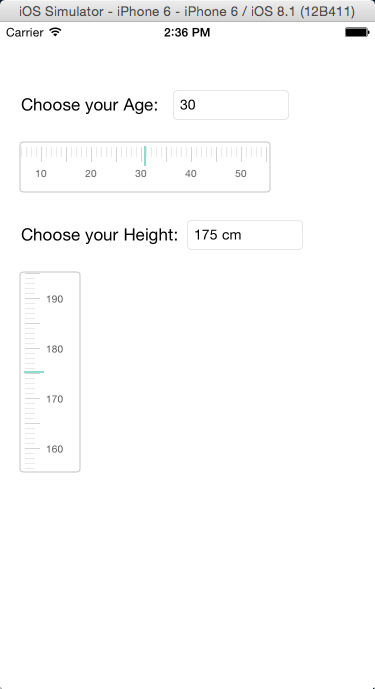 iOS Simulator - iPhone 6 - iPhone 6 / iOS 8.1 (12B411)
Carrier 2:36 PM
Choose your Age: 30
10 20 30 40 50
Choose your Height: 175 cm
190
180
170
160